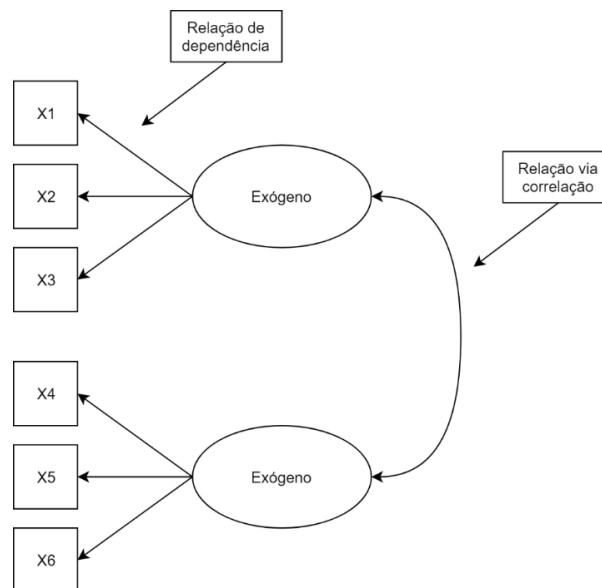 Relação de
dependência
X1
X2
Exógeno
X3
Relação via
correlação
X4
X5
Exógeno
X6